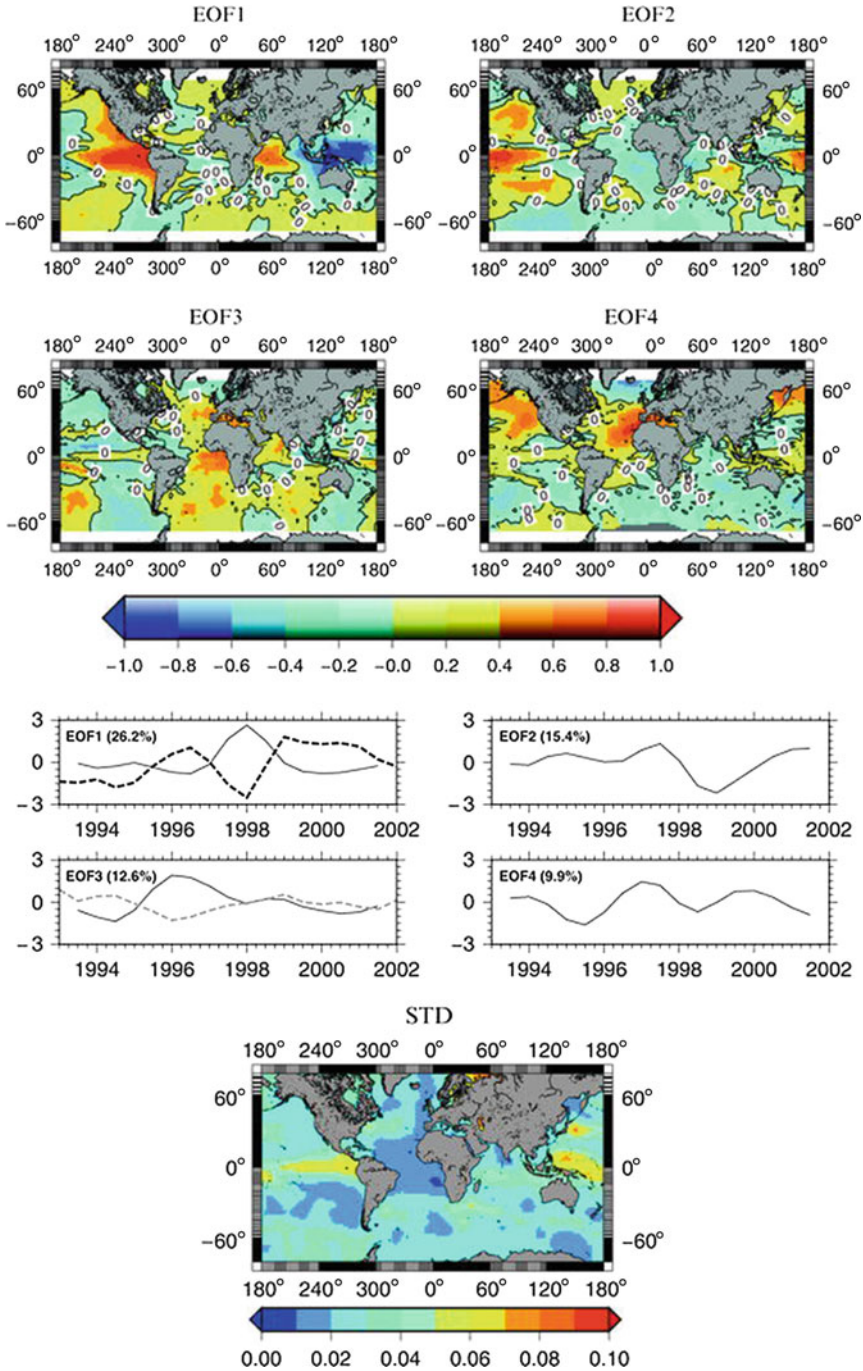 EOF1 EOF2
180° 240° 300° 0° 60° 120° 180° 180° 240° 300° 0° 60° 120° 180°
60° 60° 60° 60°
0° 0° 0° 0°
−60° −60° −60° −60°
180° 240° 300° 0° 60° 120° 180° 180° 240° 300° 0° 60° 120° 180°
EOF3 EOF4
180° 240° 300° 0° 60° 120° 180° 180° 240° 300° 0° 60° 120° 180°
60° 60° 60° 60°
0° 0° 0° 0°
−60° −60° −60° −60°
180° 240° 300° 0° 60° 120° 180° 180° 240° 300° 0° 60° 120° 180°
−1.0 −0.8 −0.6 −0.4 −0.2 −0.0 0.2 0.4 0.6 0.8 1.0
3 3
EOF1 (26.2%) EOF2 (15.4%)
0 0
−3 −3
1994 1996 1998 2000 2002 1994 1996 1998 2000 2002
3 3
EOF3 (12.6%) EOF4 (9.9%)
0 0
−3 −3
1994 1996 1998 2000 2002 1994 1996 1998 2000 2002
STD
180° 240° 300° 0° 60° 120° 180°
60° 60°
0° 0°
−60° −60°
180° 240° 300° 0° 60° 120° 180°
0.00 0.02 0.04 0.06 0.08 0.10